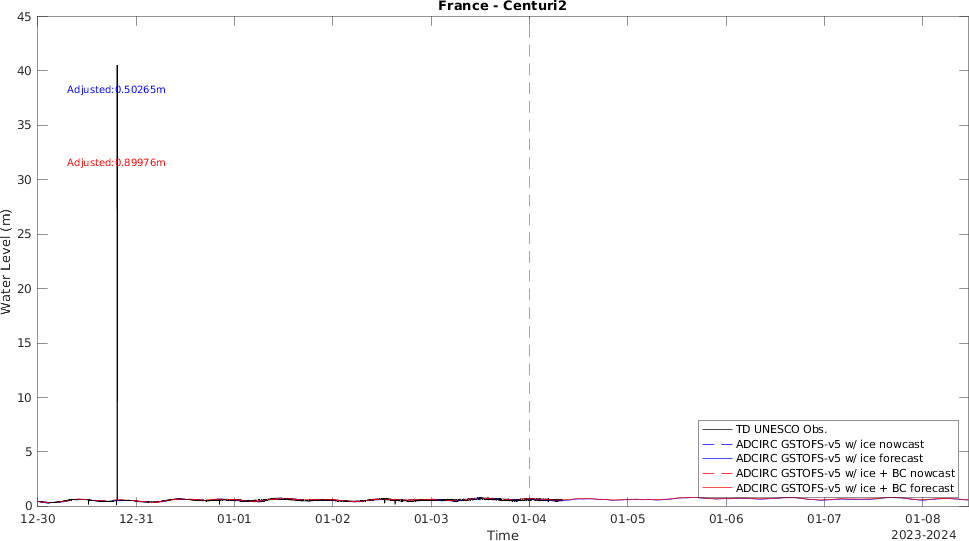 France - Centuri2
45
40
35
30
25
20
15
10
5
0
Water Level (m)
Adjusted:0.50265m
Adjusted:0.89976m
TD UNESCO Obs.
ADCIRC GSTOFS-v5 w/ ice nowcast
ADCIRC GSTOFS-v5 w/ ice forecast
ADCIRC GSTOFS-v5 w/ ice + BC nowcast
ADCIRC GSTOFS-v5 w/ ice + BC forecast
12-30 12-31 01-01 01-02 01-03 01-04 01-05 01-06 01-07 01-08
Time
2023-2024